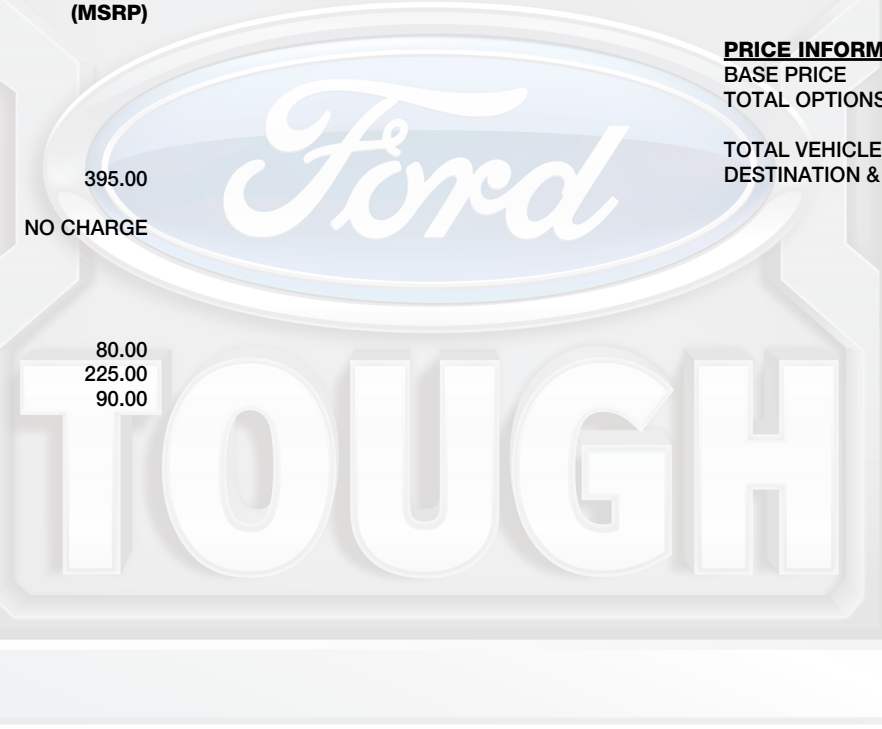 (MSRP)
395.00
NO CHARGE
80.00
225.00
90.00
PRICE INFORM
BASE PRICE
TOTAL OPTIONS
TOTAL VEHICLE
DESTINATION &
Ford
TOUGH